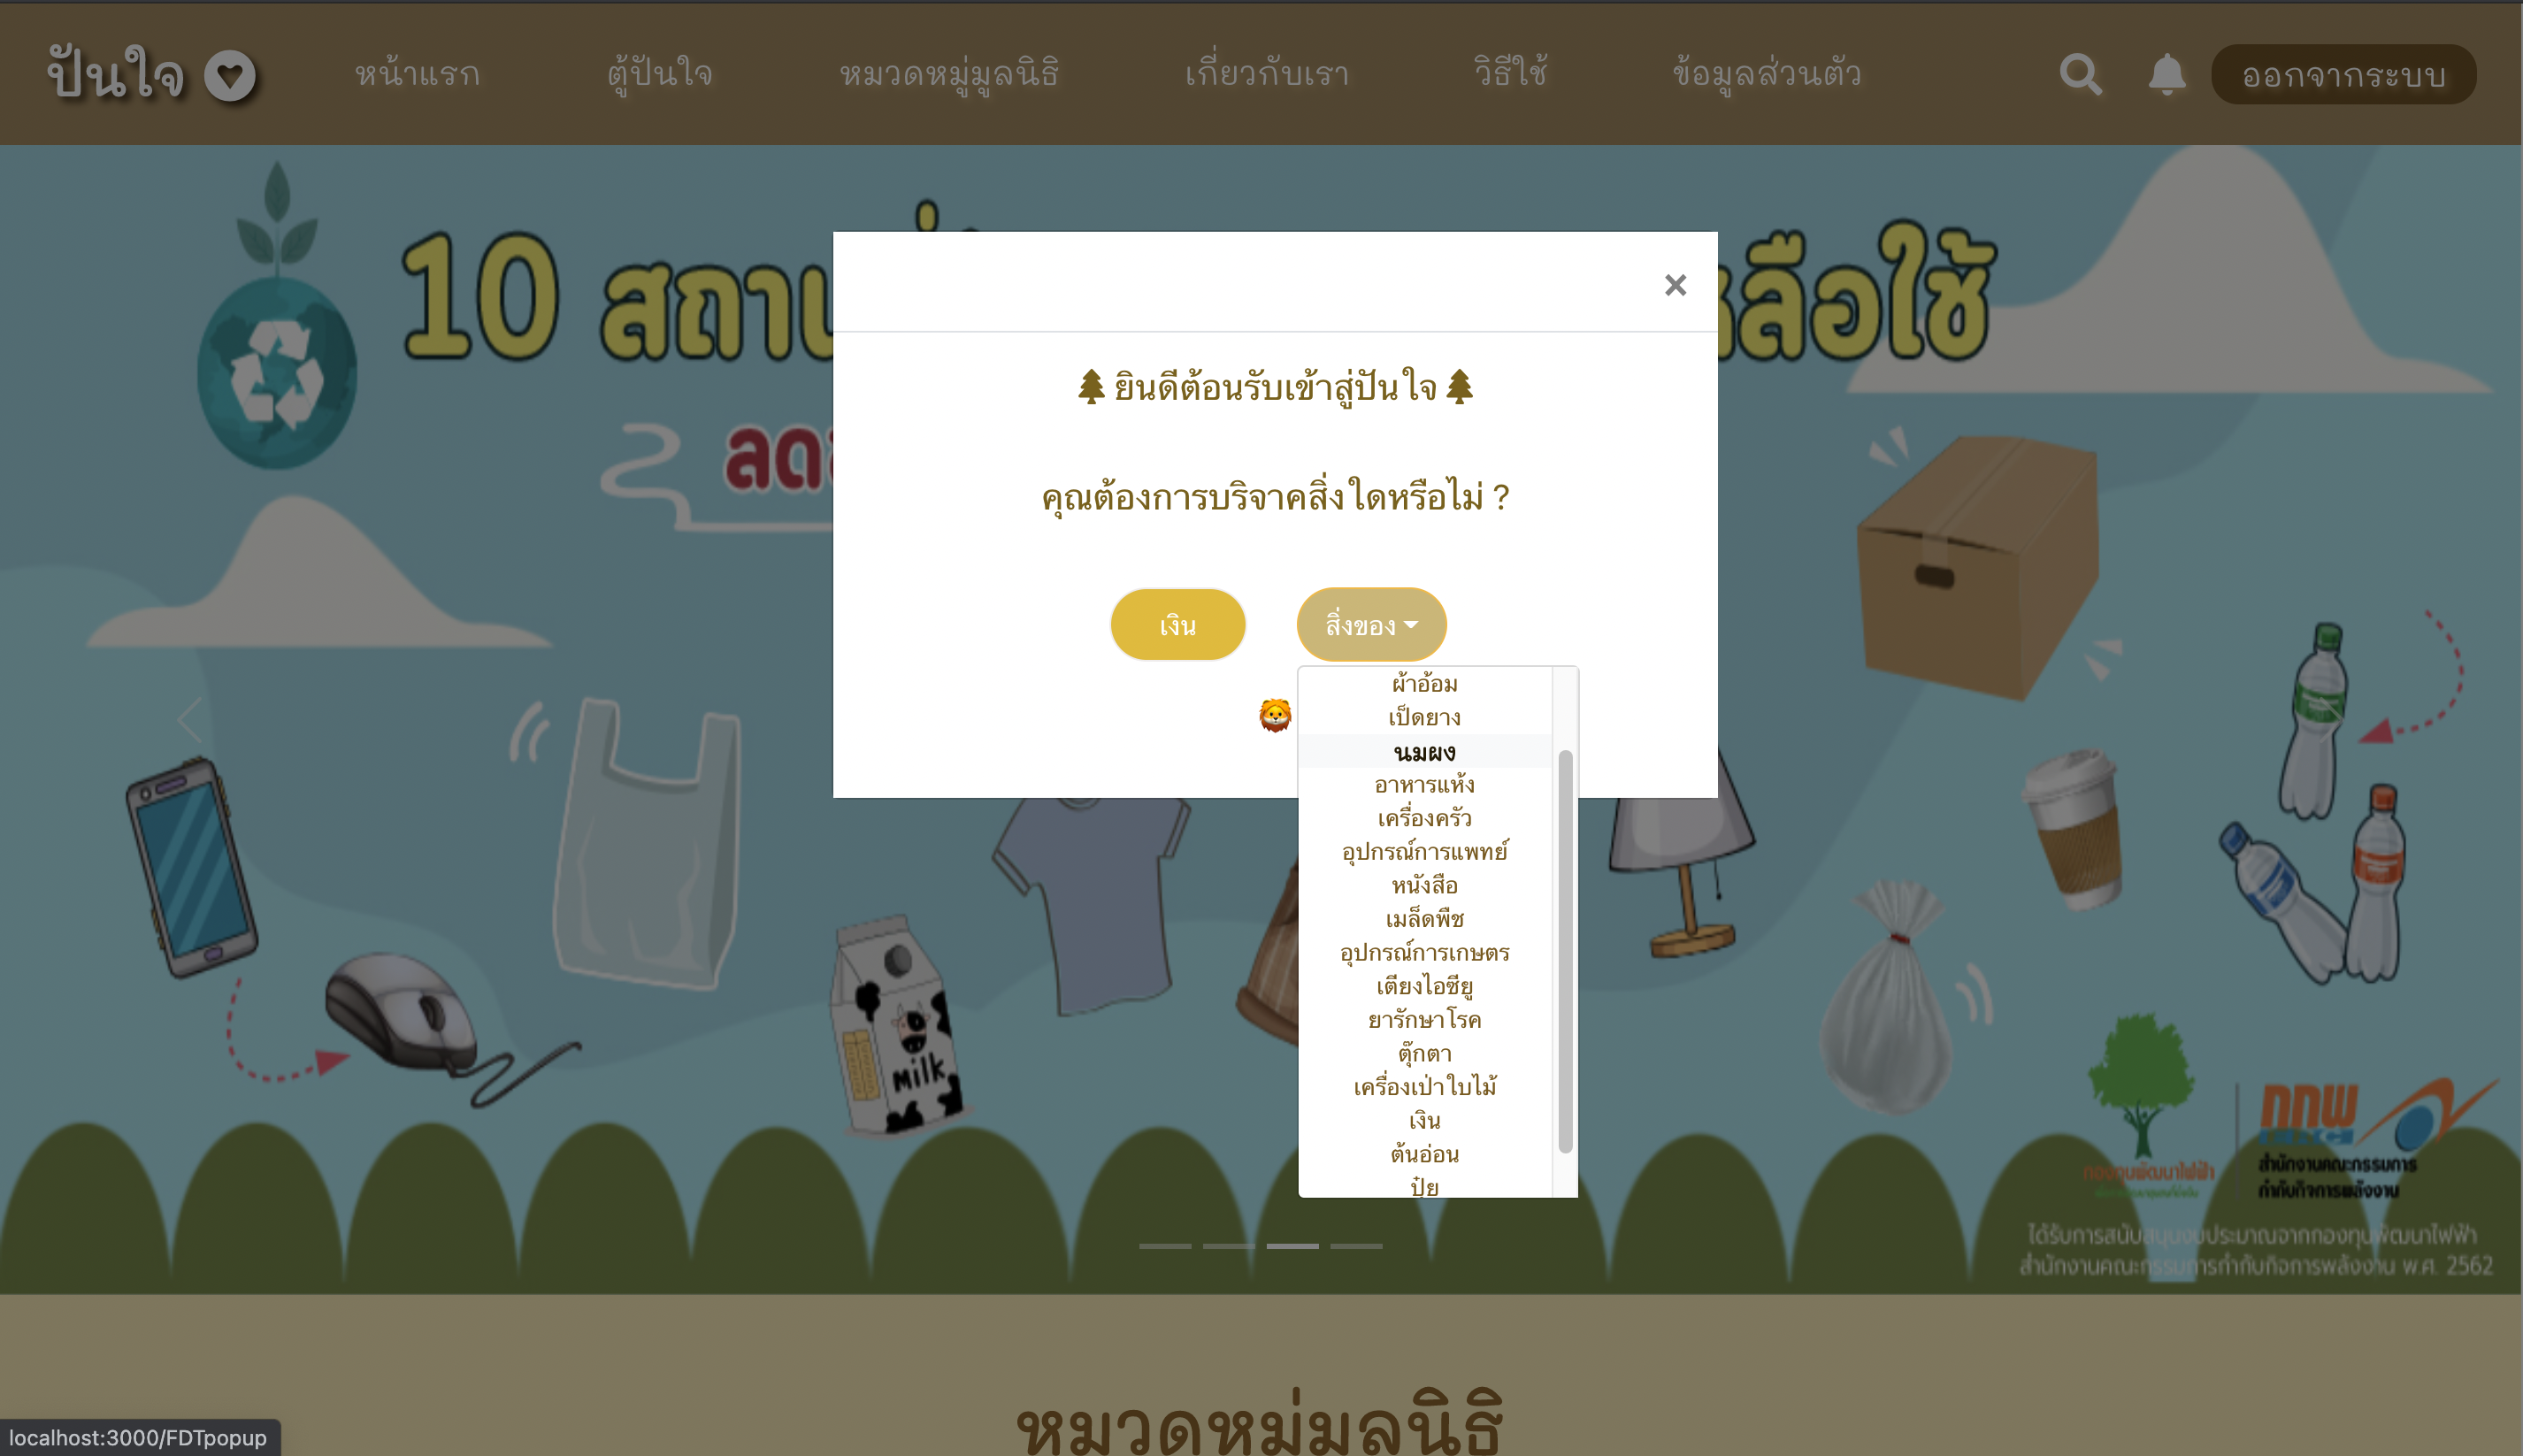 ปันใจ
หน้าแรก
ตู้ปันใจ
หมวดหมู่มูลนิธิ
เกี่ยวกับเรา
วิธีใช้
ข้อมูลส่วนตัว
ออกจากระบบ
10
×
ยินดีต้อนรับเข้าสู่ปันใจ
คุณต้องการบริจาคสิ่งใดหรือไม่ ?
เงิน
สิ่งของ
ผ้าอ้อม
เป็ดยาง
นมผง
อาหารแห้ง
เครื่องครัว
อุปกรณ์การแพทย์
หนังสือ
เมล็ดพืช
อุปกรณ์การเกษตร
เตียงไอซียู
ยารักษาโรค
ตุ๊กตา
เครื่องเป่าใบไม้
เงิน
ต้นอ่อน
ปุ๋ย
milk
กองทุนพัฒนาไฟฟ้า
กกพ
สำนักงานคณะกรรมการ
กำกับกิจการพลังงาน
ได้รับการสนับสนุนงบประมาณจากกองทุนพัฒนาไฟฟ้า
สำนักงานคณะกรรมการกำกับกิจการพลังงาน พ.ศ. 2562
หมวดหมู่มูลนิธิ
localhost:3000/FDTpopup